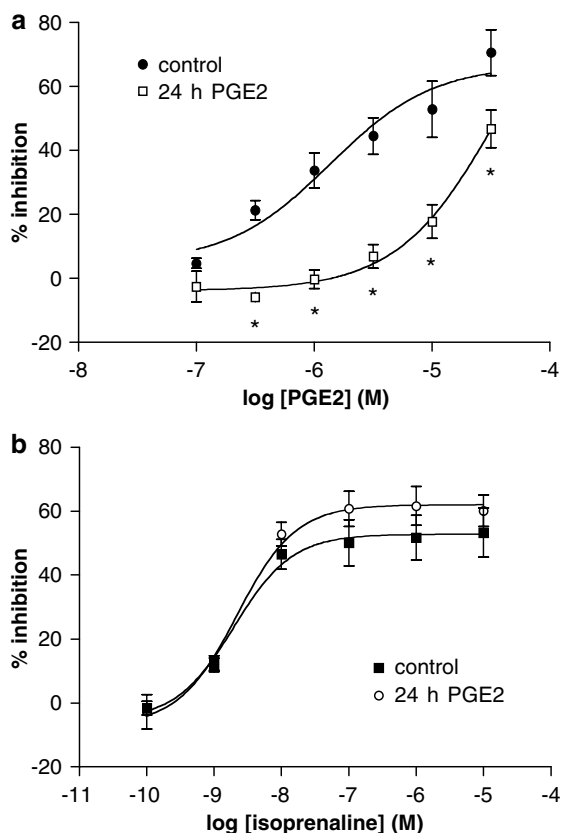 a
control
24 h PGE2
% inhibition
80
60
40
20
0
-20
* * * * *
-8 -7 -6 -5 -4
log [PGE2] (M)
b
80
60
40
20
0
-20
% inhibition
control
24 h PGE2
-11 -10 -9 -8 -7 -6 -5 -4
log [isoprenaline] (M)